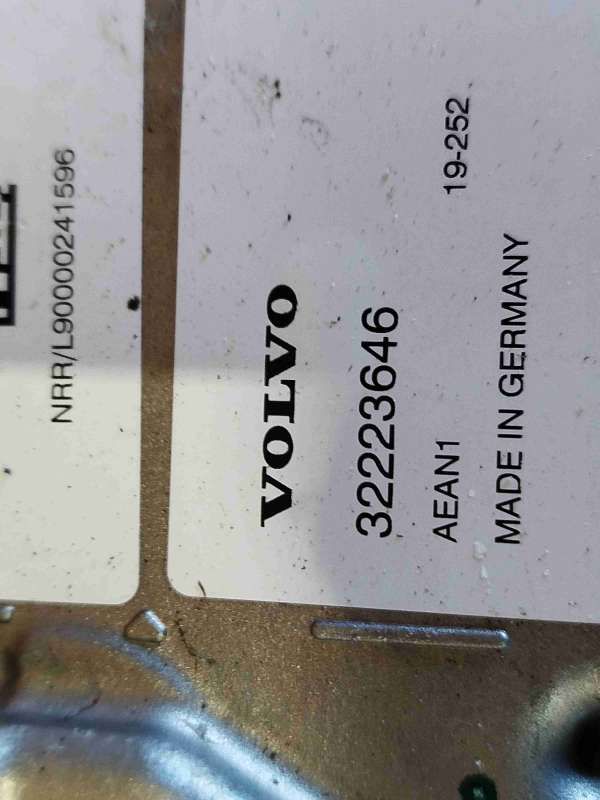 NRR/L90000241596
VOLVO
32223646
AEAN1 19-252
MADE IN GERMANY